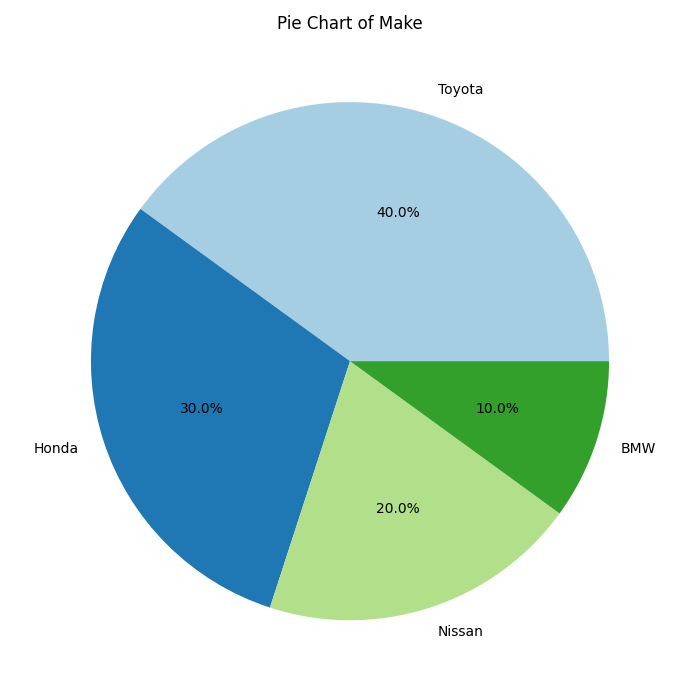 Pie Chart of Make
Toyota
40.0%
30.0%
10.0%
Honda
BMW
20.0%
Nissan